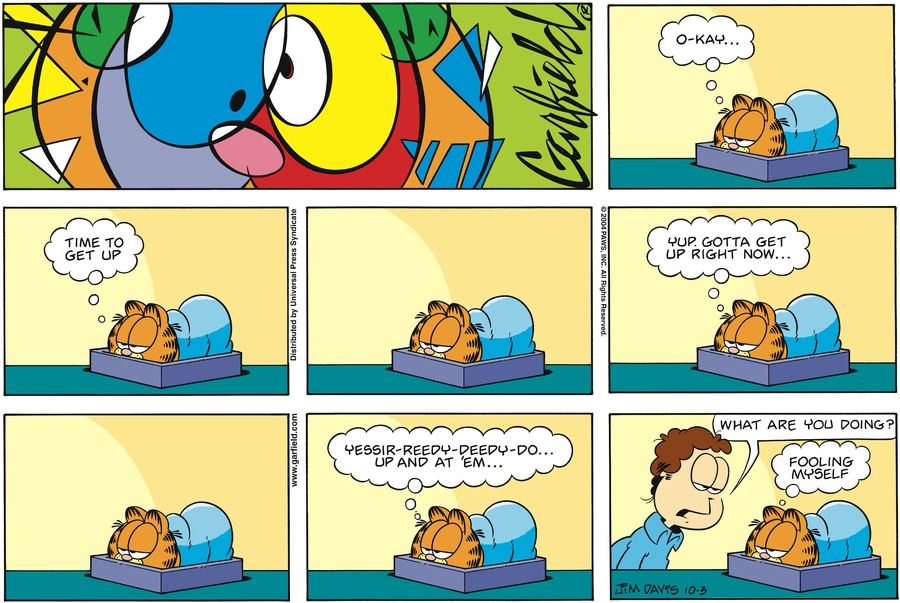 Garfield
®
O-KAY...
TIME TO
GET UP
Distributed by Universal Press Syndicate
© 2004 PAWS, INC. All Rights Reserved.
YUP. GOTTA GET
UP RIGHT NOW...
www.garfield.com
YESSIR-REEDY-DEEDY-DO...
UP AND AT 'EM...
WHAT ARE YOU DOING?
FOOLING
MYSELF
JIM DAVIS 10-3